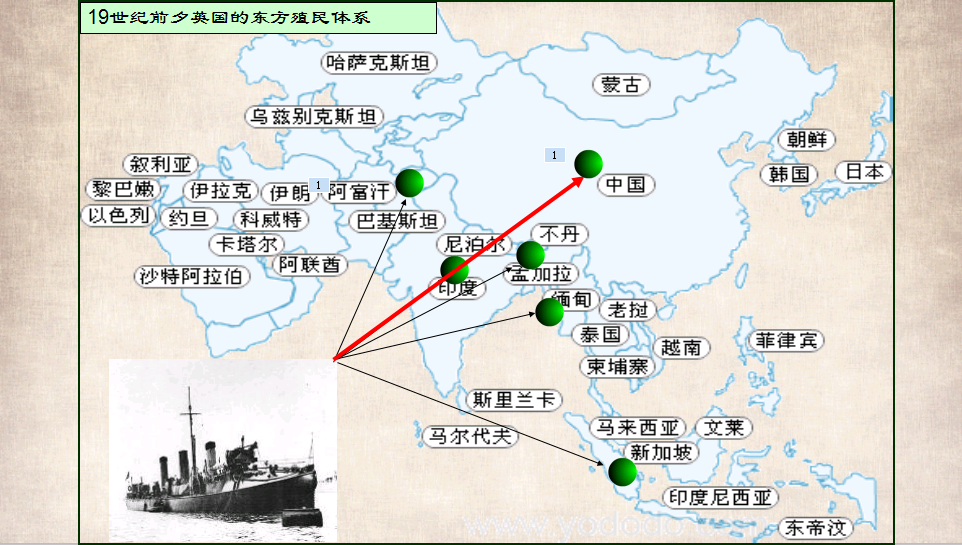 19世纪前夕英国的东方殖民体系
哈萨克斯坦
蒙古
乌兹别克斯坦
朝鲜
1
叙利亚
韩国
日本
中国
黎巴嫩
伊拉克
伊朗
1
阿富汗
以色列
约旦
科威特
巴基斯坦
卡塔尔
尼泊尔
不丹
沙特阿拉伯
阿联酋
孟加拉
印度
缅甸
老挝
泰国
越南
菲律宾
柬埔寨
斯里兰卡
马尔代夫
马来西亚
文莱
新加坡
印度尼西亚
东帝汶